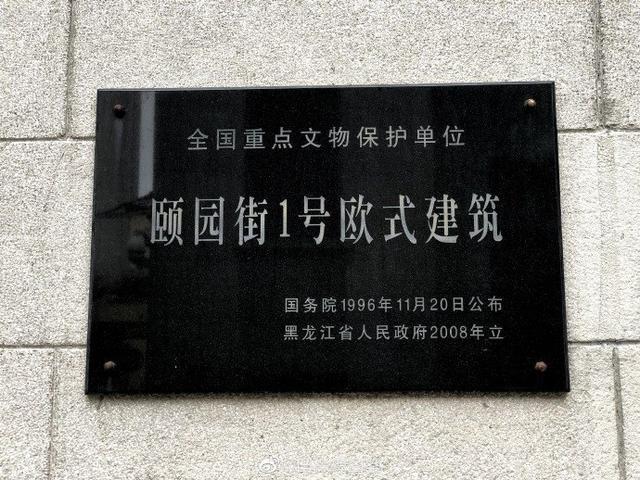 全国重点文物保护单位
颐园街1号欧式建筑
国务院1996年11月20日公布
黑龙江省人民政府2008年立